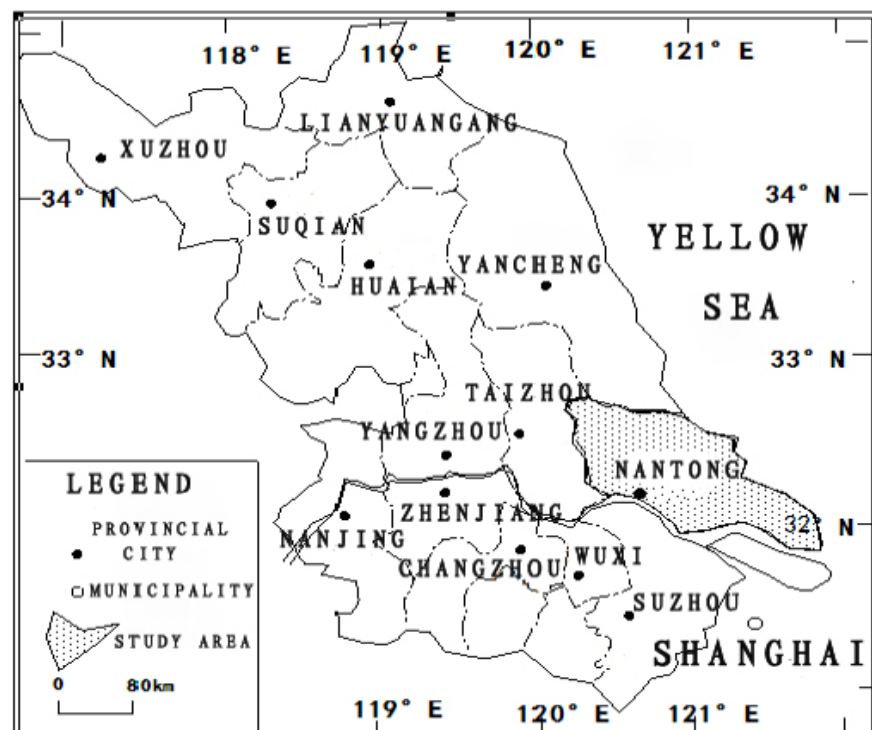 118° E
119° E
120° E
121° E
LIANYUANGANG
XUZHOU
34° N
34° N
SUQIAN
YELLOW
SEA
YANCHENG
HUAIAN
33° N
33° N
TAIZHOU
YANGZHOU
NANTONG
LEGEND
PROVINCIAL
CITY
MUNICIPALITY
STUDY AREA
0 80km
ZHENJIANG
NANJING
32°
CHANGZHOU
WUXI
SUZHOU
SHANGHAI
119° E
120° E
121° E